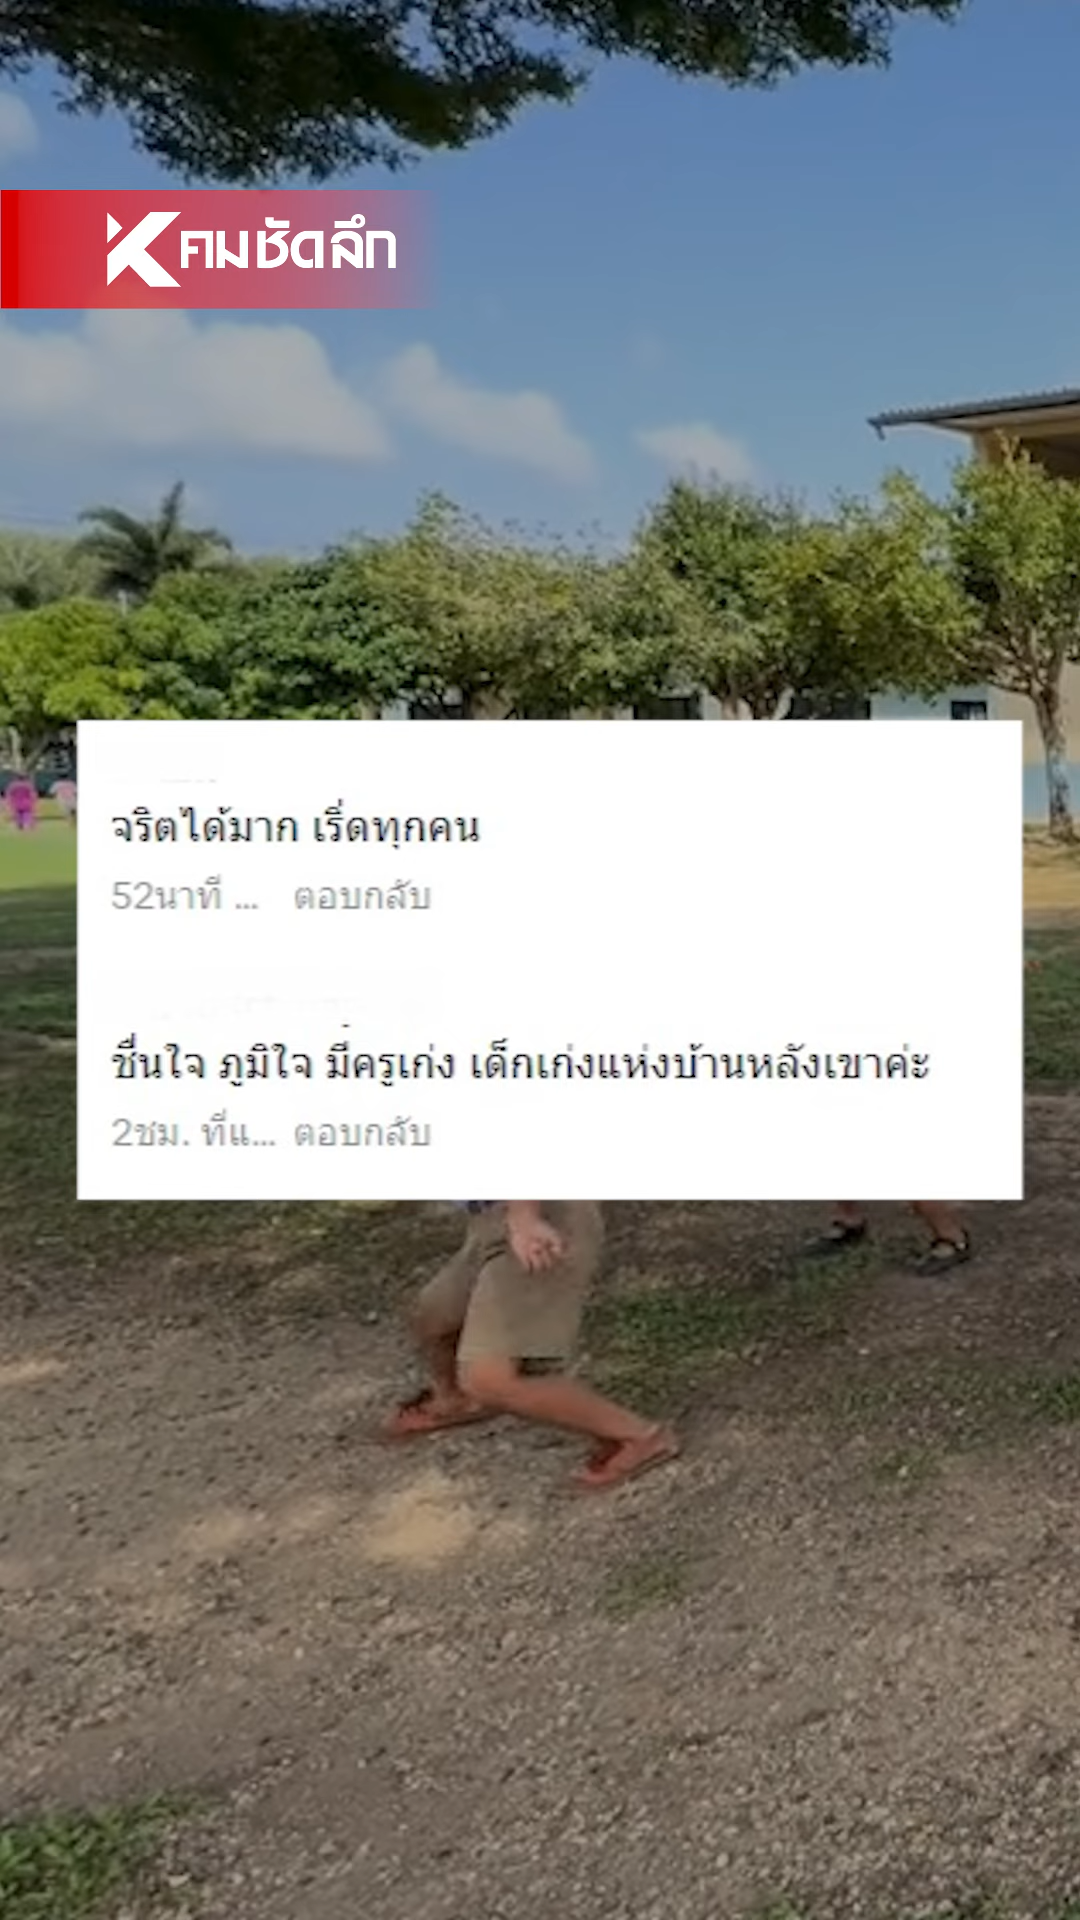 คมชัดลึก
จริตได้มาก เริ่ดทุกคน
52นาที ... ตอบกลับ
ชื่นใจ ภูมิใจ มีครูเก่ง เด็กเก่งแห่งบ้านหลังเขาค่ะ
2ชม. ที่แ... ตอบกลับ